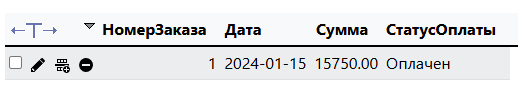 НомерЗаказа Дата Сумма СтатусОплаты
1 2024-01-15 15750.00 Оплачен